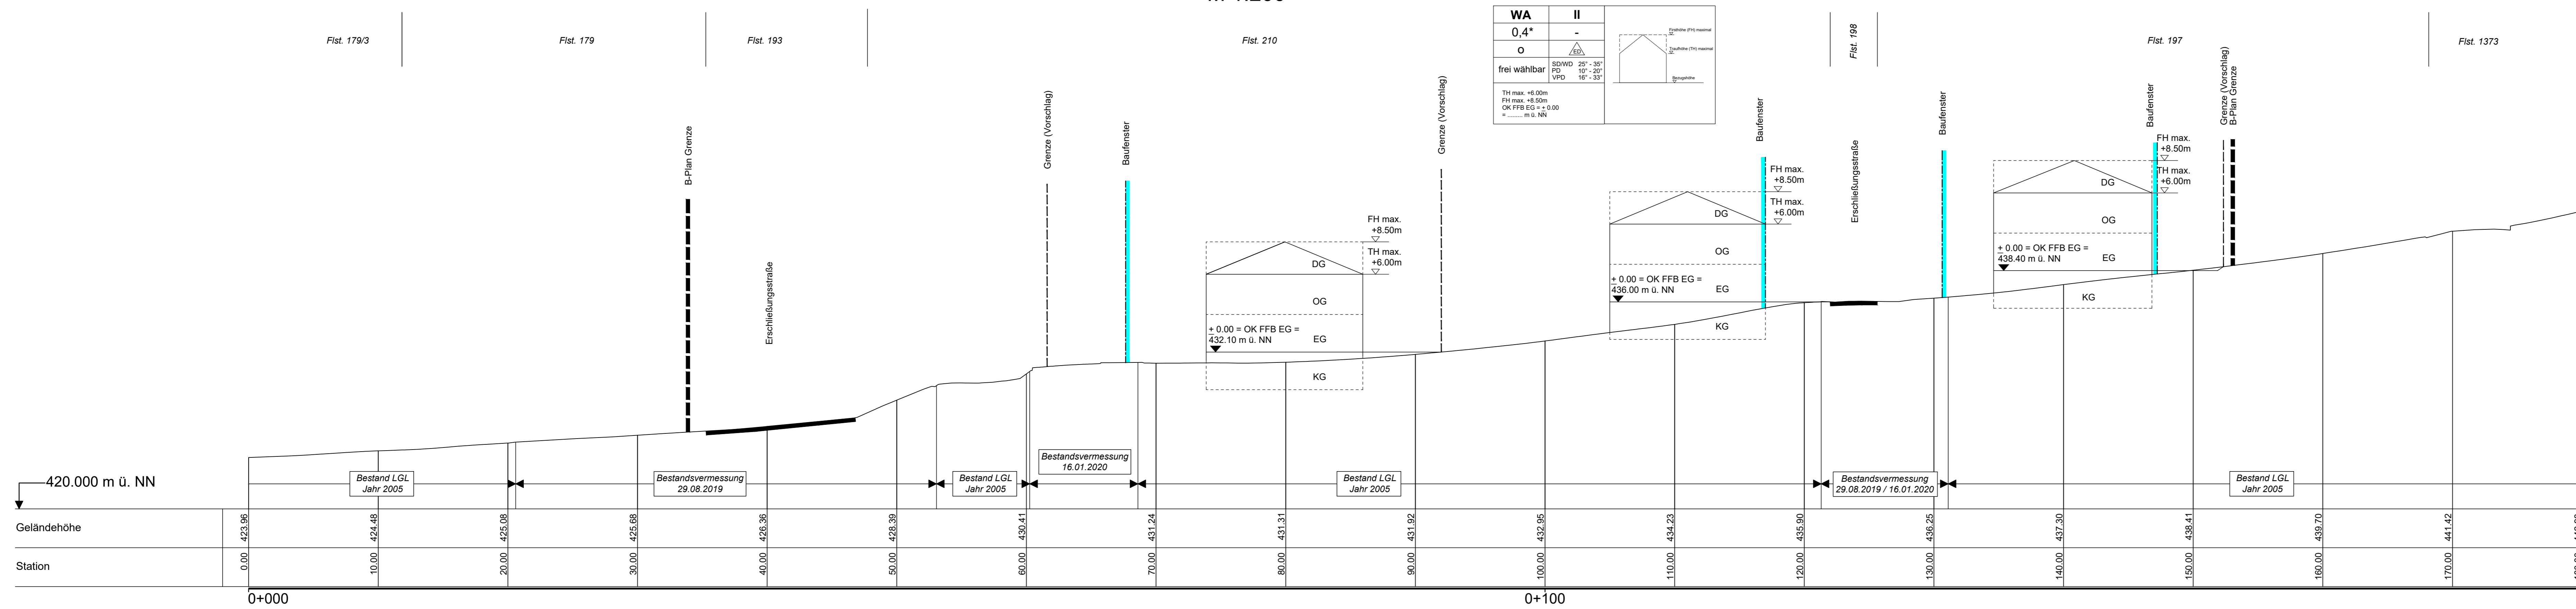 Flst. 179/3
Flst. 179
Flst. 193
Flst. 210
Flst. 198
Flst. 197
Flst. 1373
WA
II
0,4*
-
o
ED
frei wählbar
SD/WD 25° - 35°
PD 10° - 20°
VPD 16° - 33°
TH max. +6.00m
FH max. +8.50m
OK FFB EG = ± 0.00
= ......... m ü. NN
Firsthöhe (FH) maximal
Traufhöhe (TH) maximal
Bezugshöhe
B-Plan Grenze
Erschließungsstraße
Grenze (Vorschlag)
Baufenster
Grenze (Vorschlag)
Baufenster
Erschließungsstraße
Baufenster
Baufenster
Grenze (Vorschlag)
B-Plan Grenze
FH max.
+8.50m
TH max.
+6.00m
DG
OG
± 0.00 = OK FFB EG =
432.10 m ü. NN
EG
KG
FH max.
+8.50m
TH max.
+6.00m
DG
OG
± 0.00 = OK FFB EG =
436.00 m ü. NN
EG
KG
FH max.
+8.50m
TH max.
+6.00m
DG
OG
± 0.00 = OK FFB EG =
438.40 m ü. NN
EG
KG
420.000 m ü. NN
Bestand LGL
Jahr 2005
Bestandsvermessung
29.08.2019
Bestand LGL
Jahr 2005
Bestandsvermessung
16.01.2020
Bestand LGL
Jahr 2005
Bestandsvermessung
29.08.2019 / 16.01.2020
Bestand LGL
Jahr 2005
Geländehöhe
423.96
424.48
425.08
425.68
426.36
428.39
430.41
431.24
431.31
431.92
432.95
434.23
435.90
436.25
437.30
438.41
439.70
441.42
Station
0.00
10.00
20.00
30.00
40.00
50.00
60.00
70.00
80.00
90.00
100.00
110.00
120.00
130.00
140.00
150.00
160.00
170.00
0+000
0+100